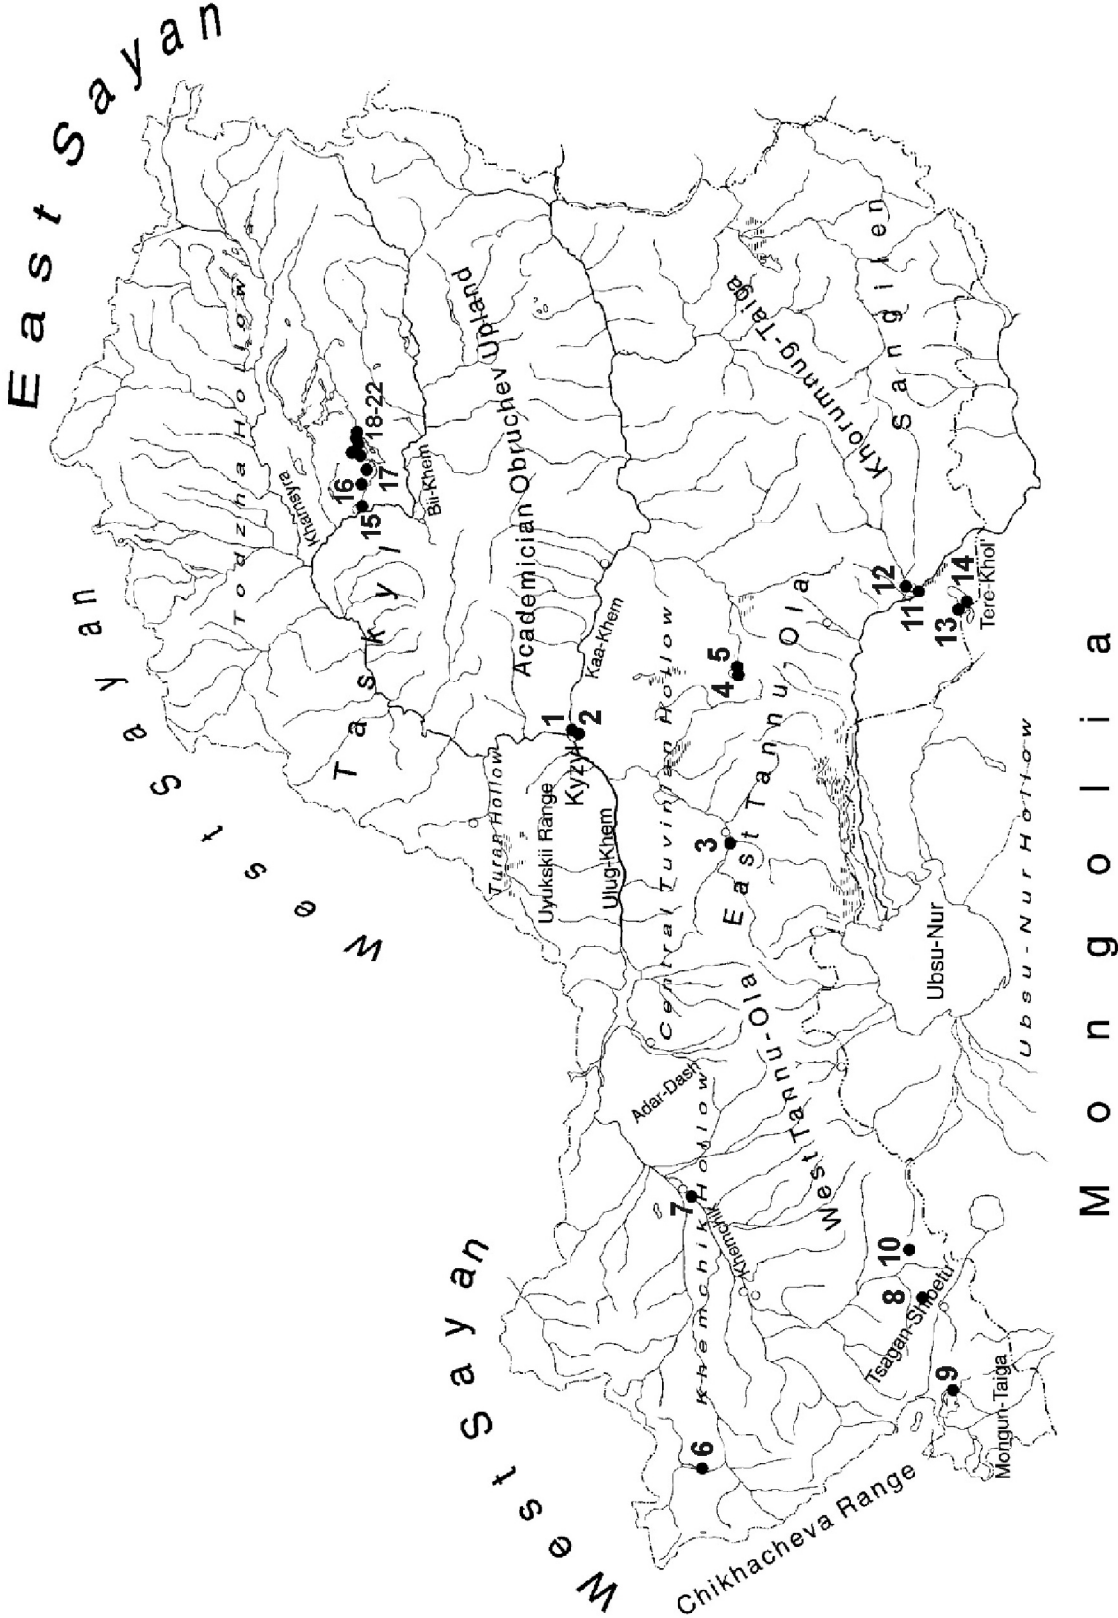 East Sayan
West Sayan
West Sayan
Todzha Hollow
Khamsyra
Taskyl
15
16
17
18-22
Bii-Khem
Academician Obruchev Upland
Turan Hollow
Uyukskii Range
Kyzyl
1
2
Kaa-Khem
Ulug-Khem
Central Tuvinian Hollow
4
5
3
East Tannu Ola
Khorumnug-Taiga
Sangilen
12
11
13
14
Tere-Khol'
Adar-Dash
Khemchik Hollow
7
Khemchik
6
West Tannu-Ola
10
8
Tsagan-Shibetu
9
Mongun-Taiga
Chikhacheva Range
Ubsu-Nur
Ubsu-Nur Hollow
Mongolia